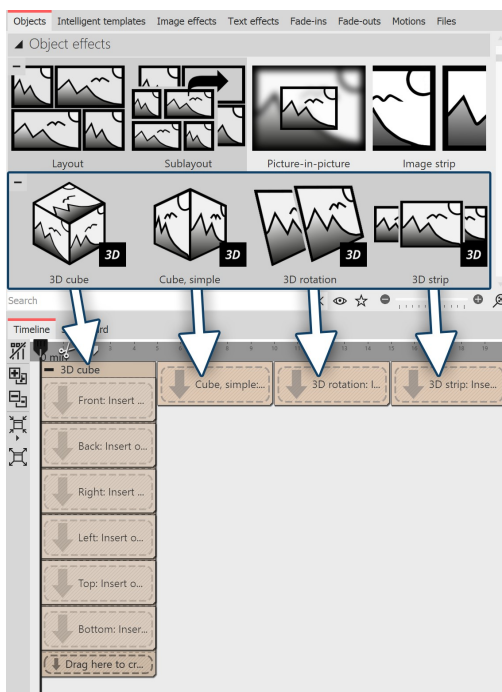 Objects Intelligent templates Image effects Text effects Fade-ins Fade-outs Motions Files
Object effects
Layout Sublayout Picture-in-picture Image strip
3D 3D 3D 3D
3D cube Cube, simple 3D rotation 3D strip
Search
Timeline
0 min
3D cube
Cube, simple:... 3D rotation: I... 3D strip: Inse...
Front: Insert ...
Back: Insert o...
Right: Insert ...
Left: Insert o...
Top: Insert o...
Bottom: Inser...
Drag here to cr...